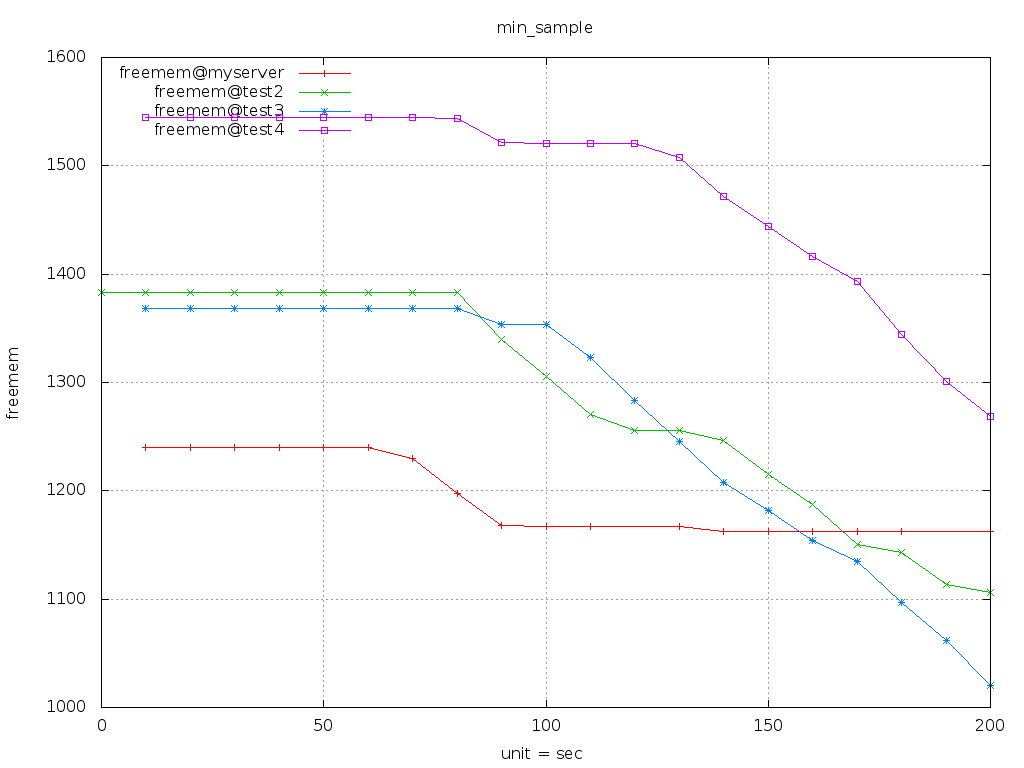 min_sample
1600
freemem@myserver
freemem@test2
freemem@test3
freemem@test4
1500
1400
1300
freemem
1200
1100
1000
0 50 100 150 200
unit = sec